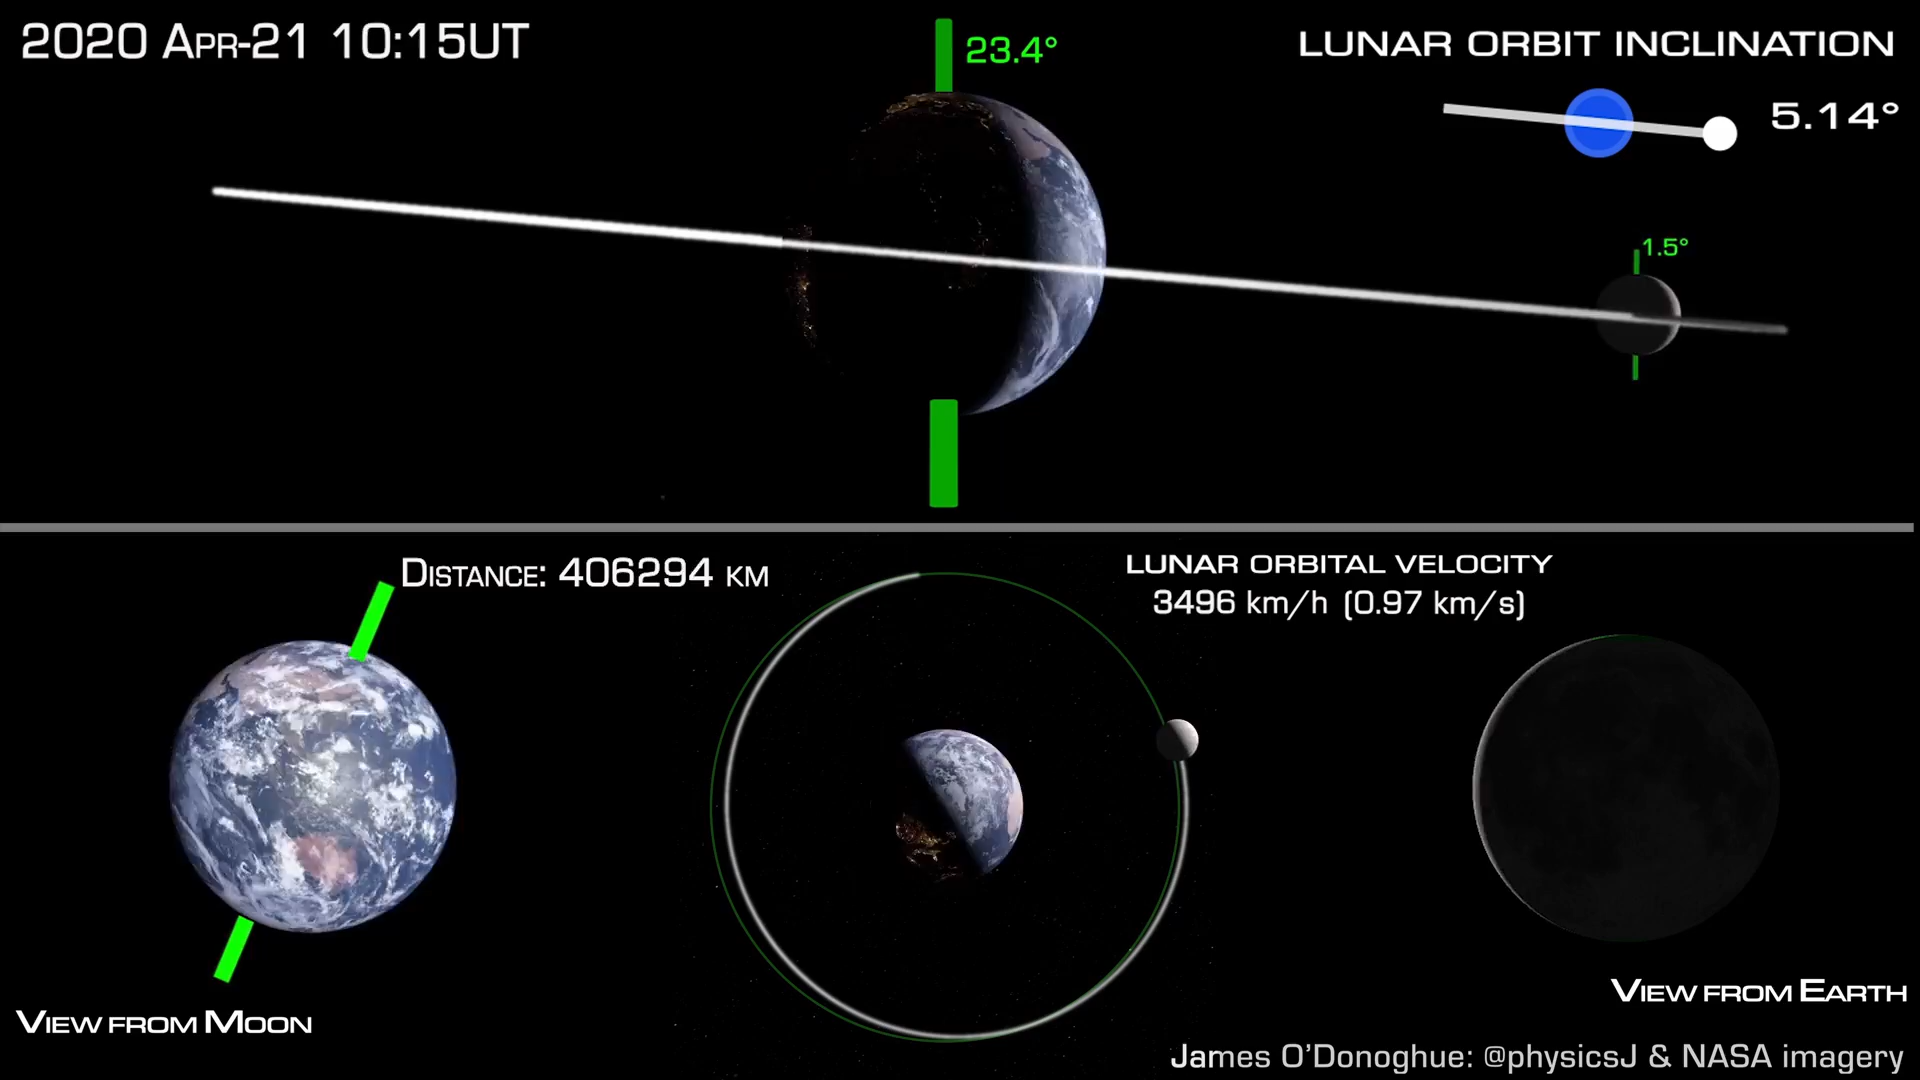 2020 Apr-21 10:15UT
23.4°
LUNAR ORBIT INCLINATION
5.14°
1.5°
Distance: 406294 km
LUNAR ORBITAL VELOCITY
3496 km/h (0.97 km/s)
View from Moon
View from Earth
James O'Donoghue: @physicsJ & NASA imagery